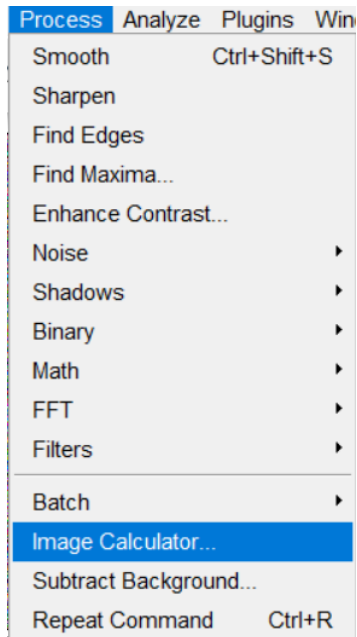 Process Analyze Plugins
Smooth Ctrl+Shift+S
Sharpen
Find Edges
Find Maxima...
Enhance Contrast...
Noise
Shadows
Binary
Math
FFT
Filters
Batch
Image Calculator...
Subtract Background...
Repeat Command Ctrl+R